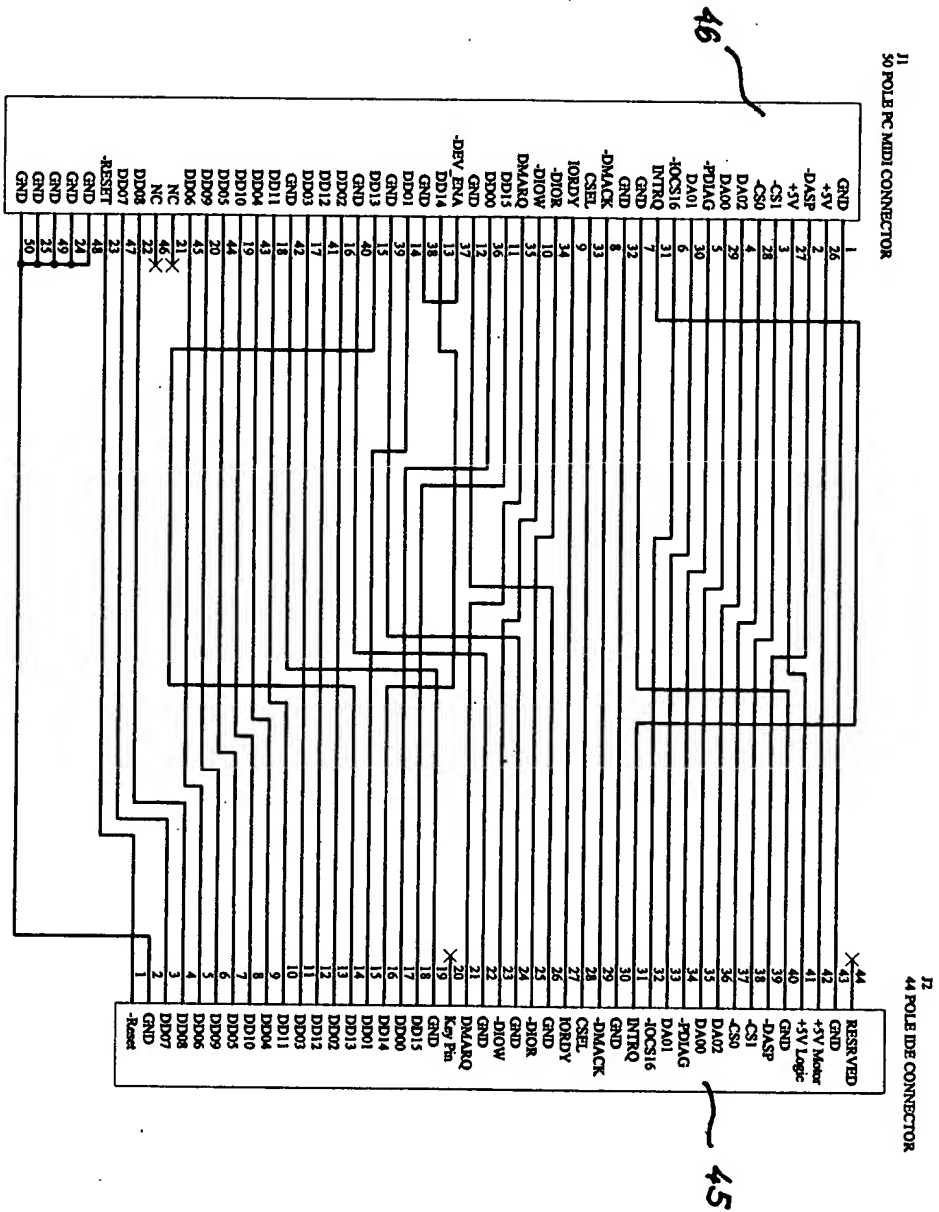 J1
50 POLE PC MIDI CONNECTOR
46
GND 1
+5V 26
-DASP 2
+5V 27
-CS1 3
-CS0 28
DA02 4
DA00 29
-PDIAG 5
DA01 30
-IOCS16 6
INTRQ 31
GND 7
GND 32
-DMACK 8
CSEL 33
IORDY 9
-DIOR 34
-DIOW 10
DMARQ 35
DD15 11
DD00 36
GND 12
-DEV_ENA 37
DD14 13
GND 38
DD01 14
GND 39
DD13 15
GND 40
DD02 16
DD12 41
DD03 17
GND 42
DD11 18
DD04 43
DD10 19
DD05 44
DD09 20
DD06 45
NC 21
NC 46
DD08 22
DD07 47
-RESET 23
GND 48
GND 24
GND 49
GND 25
GND 50
J2
44 POLE IDE CONNECTOR
45
44 RESRVED
43 GND
42 +5V Motor
41 +5V Logic
40 GND
39 -DASP
38 -CS1
37 -CS0
36 DA02
35 DA00
34 -PDIAG
33 DA01
32 -IOCS16
31 INTRQ
30 GND
29 -DMACK
28 CSEL
27 IORDY
26 GND
25 -DIOR
24 GND
23 -DIOW
22 GND
21 DMARQ
20 Key Pin
19 GND
18 DD15
17 DD00
16 DD14
15 DD01
14 DD13
13 DD02
12 DD12
11 DD03
10 DD11
9 DD04
8 DD10
7 DD05
6 DD09
5 DD06
4 DD08
3 DD07
2 GND
1 -Reset